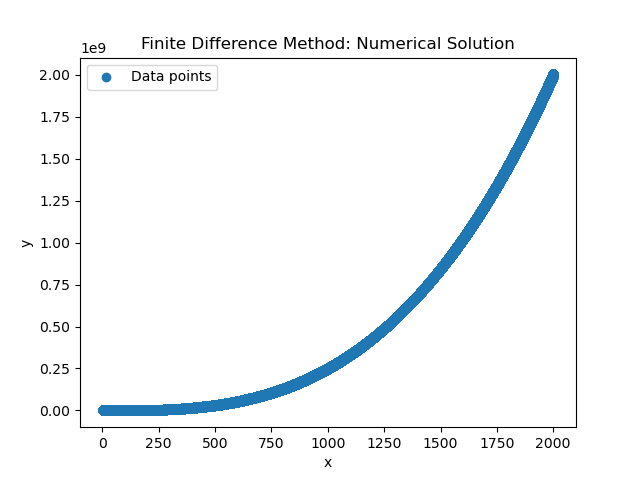 Finite Difference Method: Numerical Solution
1e9
Data points
2.00
1.75
1.50
1.25
1.00
0.75
0.50
0.25
0.00
y
0 250 500 750 1000 1250 1500 1750 2000
x